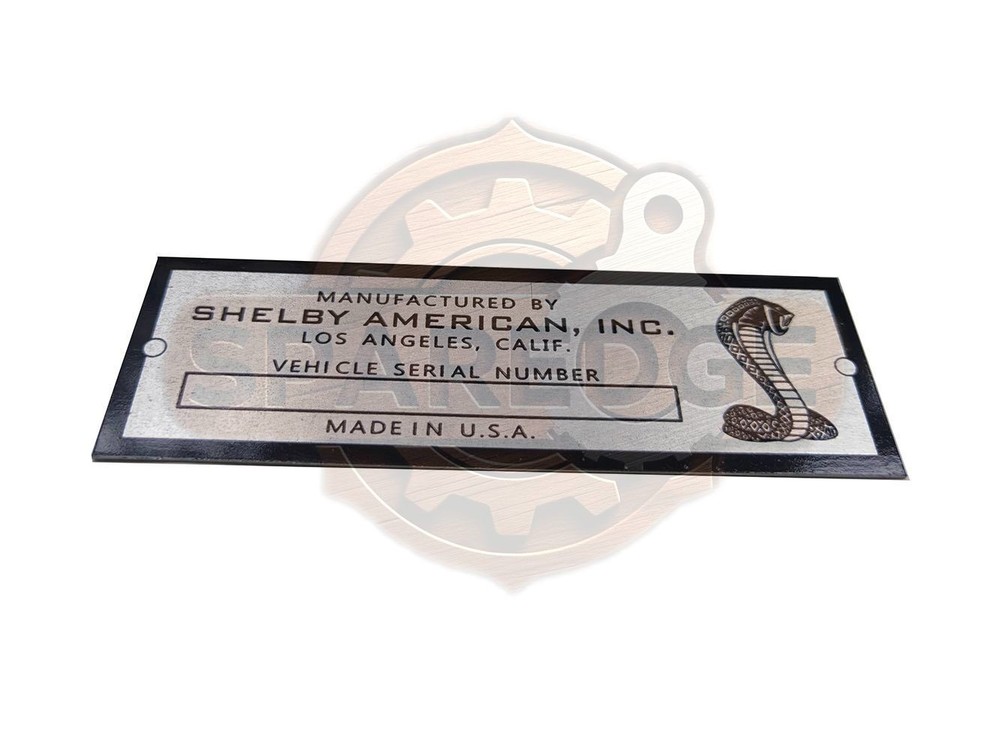 MANUFACTURED BY
SHELBY AMERICAN, INC.
LOS ANGELES, CALIF.
VEHICLE SERIAL NUMBER
MADE IN U.S.A.
SPAREDGE